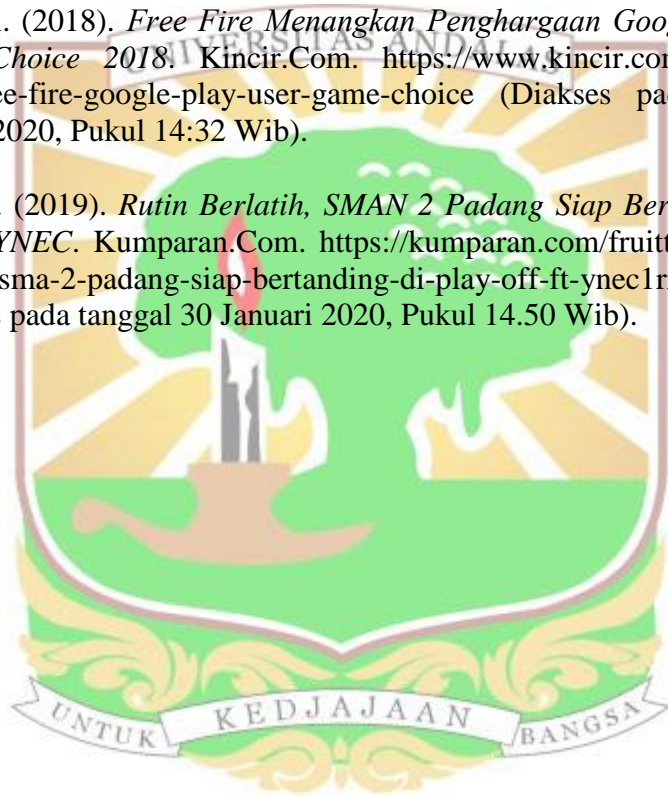 (2018). Free Fire Menangkan Penghargaan Goog
Choice 2018. Kincir.Com. https://www.kincir.com
e-fire-google-play-user-game-choice (Diakses pad
2020, Pukul 14:32 Wib).
(2019). Rutin Berlatih, SMAN 2 Padang Siap Ber
YNEC. Kumparan.Com. https://kumparan.com/fruitt
sma-2-padang-siap-bertanding-di-play-off-ft-ynec1r
pada tanggal 30 Januari 2020, Pukul 14.50 Wib).
UNIVERSITAS ANDALAS
UNTUK KEDJAJAAN BANGSA